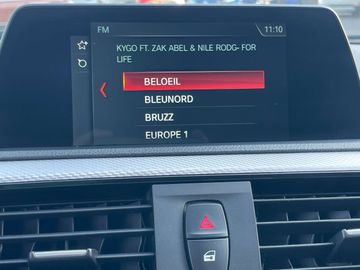 FM 11:10
KYGO FT. ZAK ABEL & NILE RODG- FOR
LIFE
BELOEIL
BLEUNORD
BRUZZ
EUROPE 1